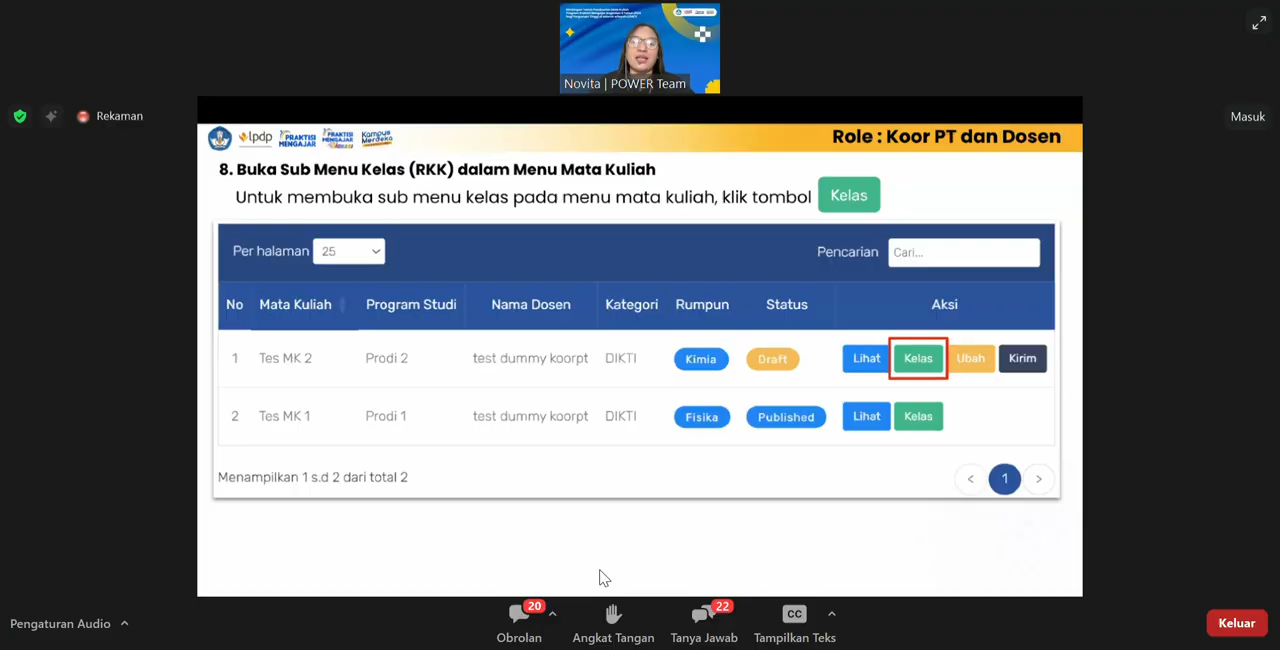 Novita | POWER Team
Rekaman
Masuk
lpdp
PRAKTISI MENGAJAR
PRAKTISI MENGAJAR
Kampus Merdeka
Role : Koor PT dan Dosen
8. Buka Sub Menu Kelas (RKK) dalam Menu Mata Kuliah
Untuk membuka sub menu kelas pada menu mata kuliah, klik tombol Kelas
Per halaman 25 Pencarian Cari...
No Mata Kuliah Program Studi Nama Dosen Kategori Rumpun Status Aksi
1 Tes MK 2 Prodi 2 test dummy koorpt DIKTI Kimia Draft Lihat Kelas Ubah Kirim
2 Tes MK 1 Prodi 1 test dummy koorpt DIKTI Fisika Published Lihat Kelas
Menampilkan 1 s.d 2 dari total 2 < 1 >
Pengaturan Audio
20
Obrolan
Angkat Tangan
22
Tanya Jawab
CC
Tampilkan Teks
Keluar